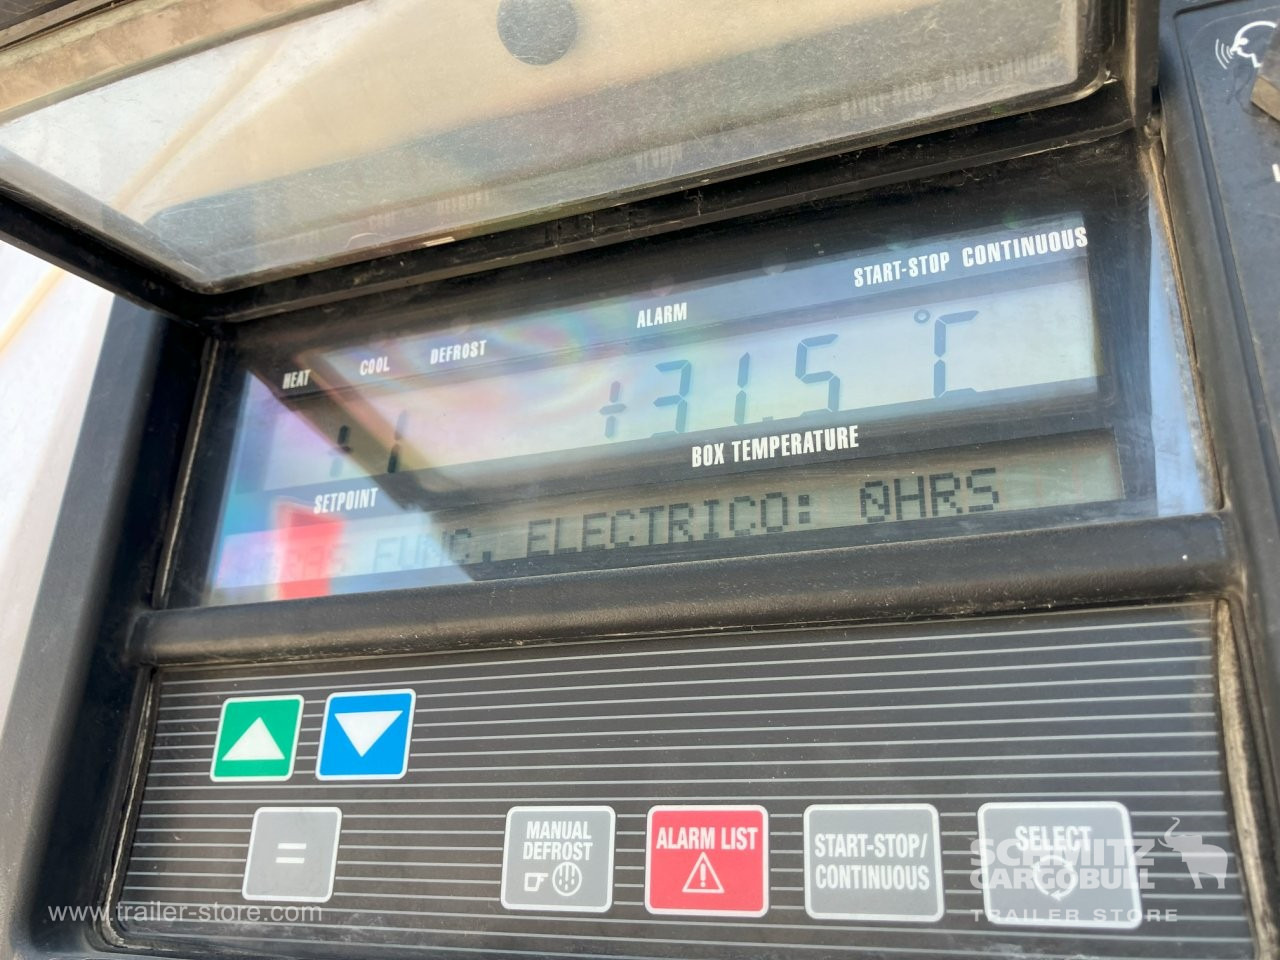 START-STOP CONTINUOUS
ALARM
HEAT COOL DEFROST
+1 +31.5 °C
SETPOINT BOX TEMPERATURE
FUNC. ELECTRICO: 0HRS
=
MANUAL
DEFROST
ALARM LIST
START-STOP/
CONTINUOUS
SELECT
SCHMITZ
CARGOBULL
TRAILER STORE
www.trailer-store.com